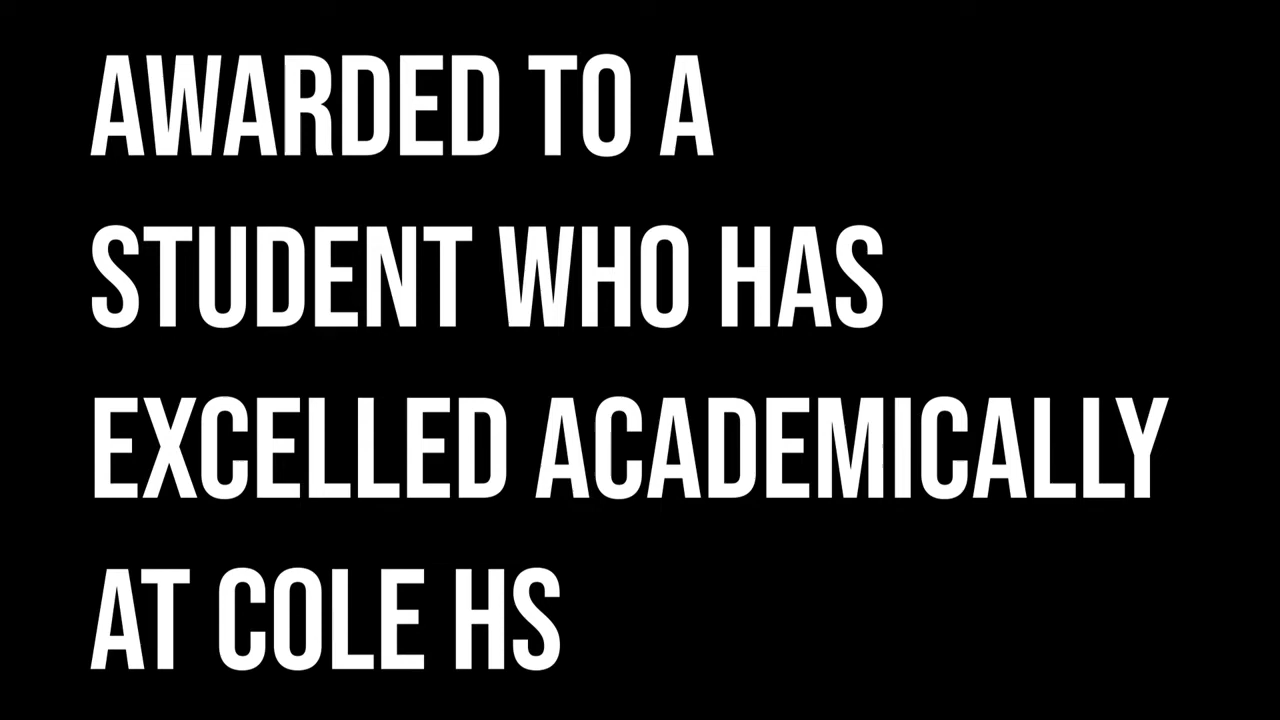 AWARDED TO A
STUDENT WHO HAS
EXCELLED ACADEMICALLY
AT COLE HS